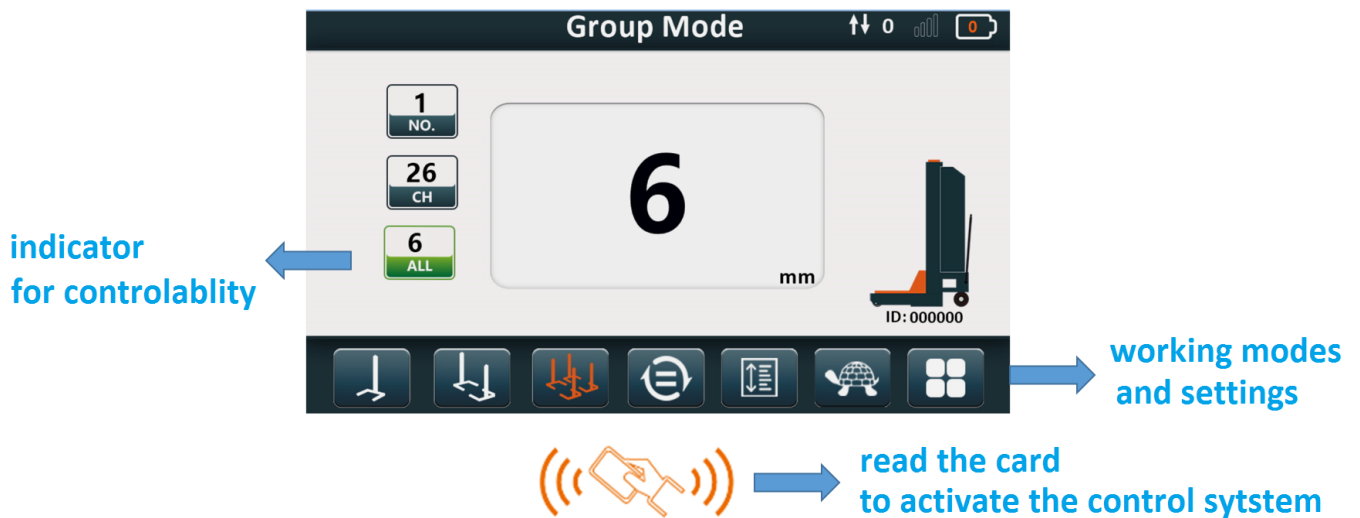 Group Mode
0
0
1
NO.
26
CH
6
ALL
6
mm
ID:000000
indicator
for controlablity
working modes
and settings
read the card
to activate the control sytstem